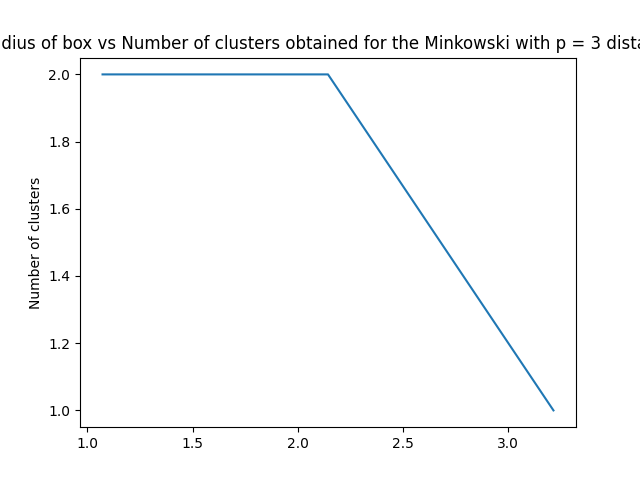 dius of box vs Number of clusters obtained for the Minkowski with p = 3 dista
2.0
1.8
1.6
1.4
1.2
1.0
Number of clusters
1.0 1.5 2.0 2.5 3.0